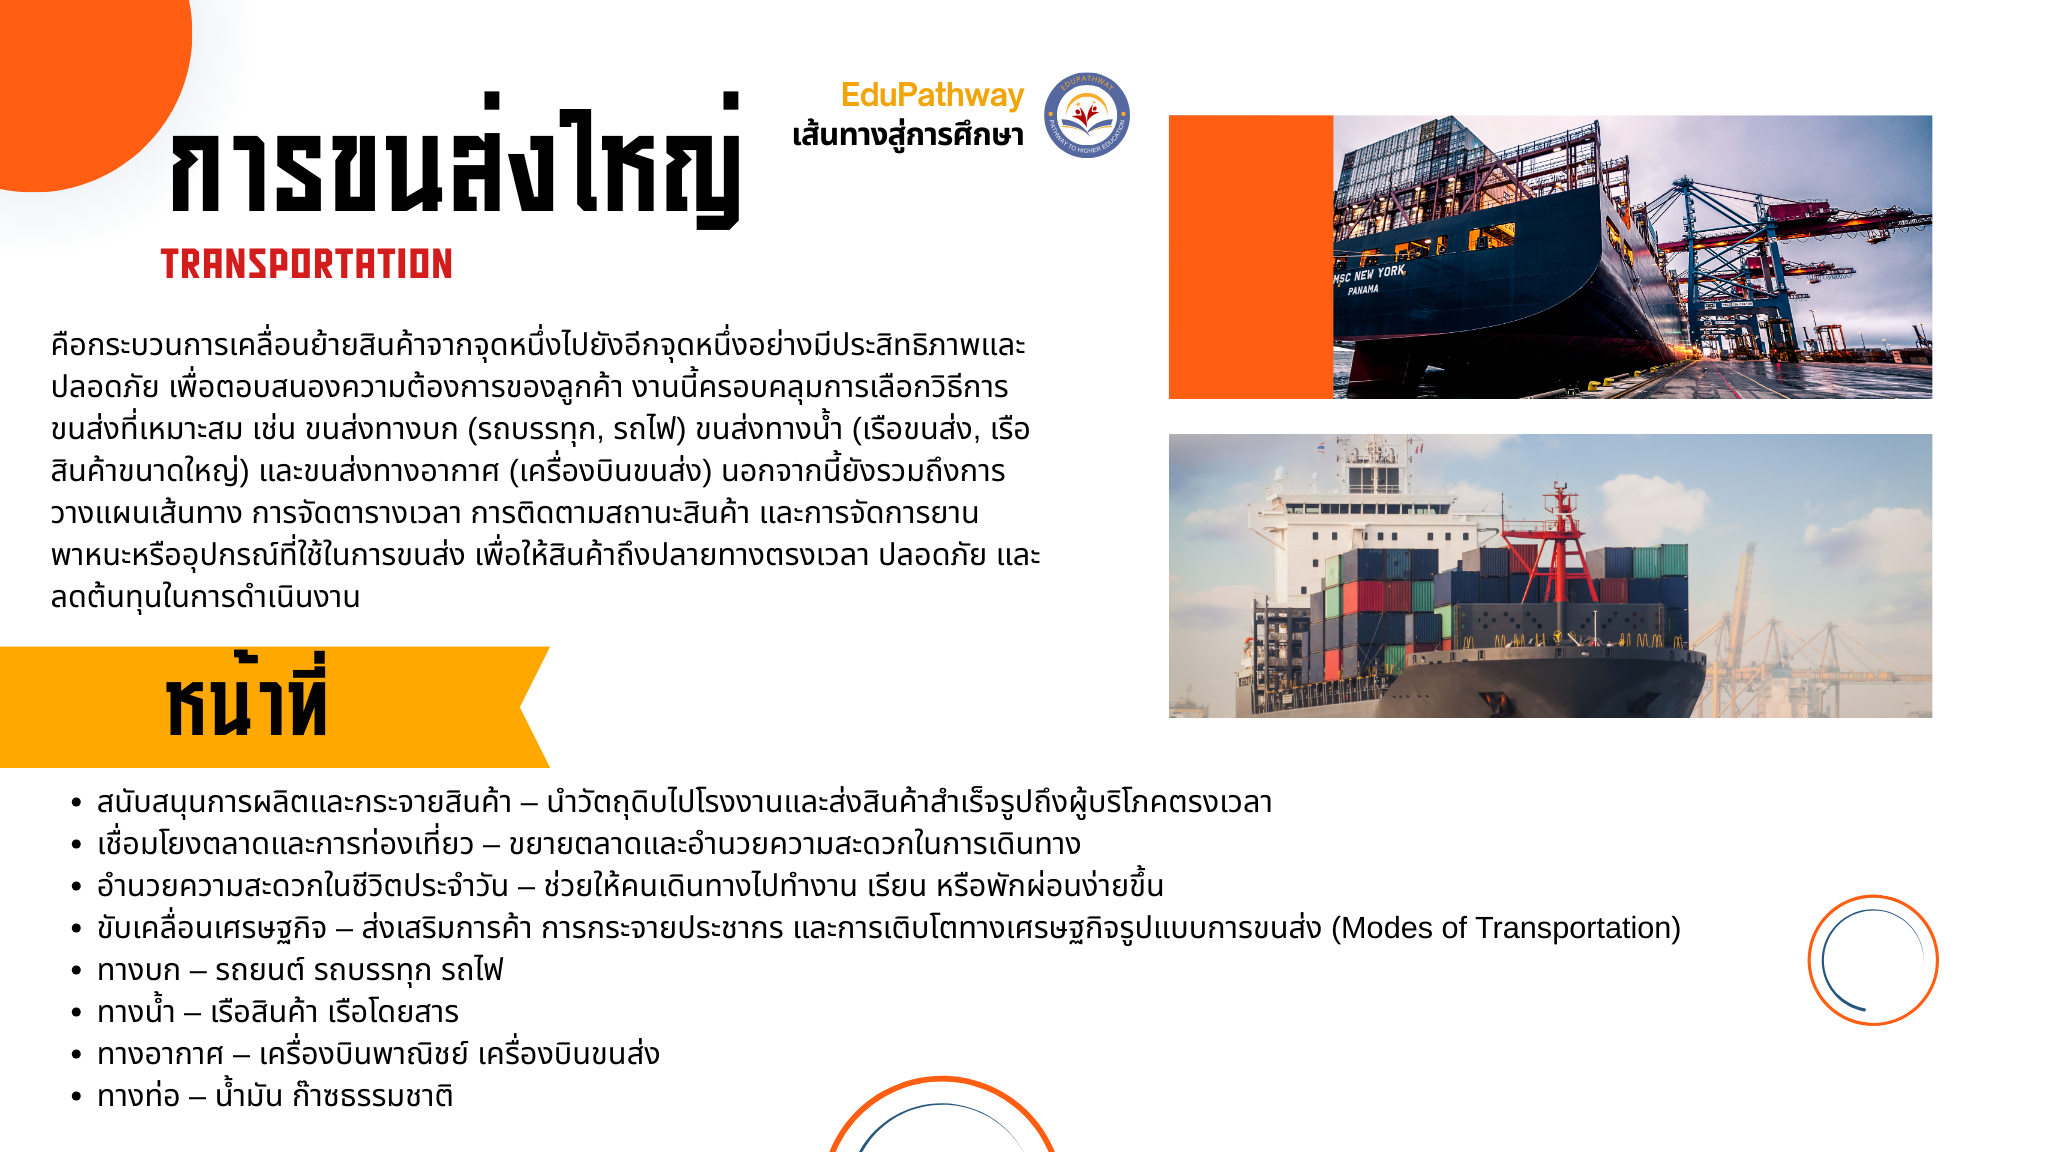 การขนส่งใหญ่
TRANSPORTATION
EduPathway
เส้นทางสู่การศึกษา
EDUPATHWAY
PATHWAY TO HIGHER EDUCATION
MSC NEW YORK
PANAMA
คือกระบวนการเคลื่อนย้ายสินค้าจากจุดหนึ่งไปยังอีกจุดหนึ่งอย่างมีประสิทธิภาพและ
ปลอดภัย เพื่อตอบสนองความต้องการของลูกค้า งานนี้ครอบคลุมการเลือกวิธีการ
ขนส่งที่เหมาะสม เช่น ขนส่งทางบก (รถบรรทุก, รถไฟ) ขนส่งทางน้ำ (เรือขนส่ง, เรือ
สินค้าขนาดใหญ่) และขนส่งทางอากาศ (เครื่องบินขนส่ง) นอกจากนี้ยังรวมถึงการ
วางแผนเส้นทาง การจัดตารางเวลา การติดตามสถานะสินค้า และการจัดการยาน
พาหนะหรืออุปกรณ์ที่ใช้ในการขนส่ง เพื่อให้สินค้าถึงปลายทางตรงเวลา ปลอดภัย และ
ลดต้นทุนในการดำเนินงาน
หน้าที่
• สนับสนุนการผลิตและกระจายสินค้า – นำวัตถุดิบไปโรงงานและส่งสินค้าสำเร็จรูปถึงผู้บริโภคตรงเวลา
• เชื่อมโยงตลาดและการท่องเที่ยว – ขยายตลาดและอำนวยความสะดวกในการเดินทาง
• อำนวยความสะดวกในชีวิตประจำวัน – ช่วยให้คนเดินทางไปทำงาน เรียน หรือพักผ่อนง่ายขึ้น
• ขับเคลื่อนเศรษฐกิจ – ส่งเสริมการค้า การกระจายประชากร และการเติบโตทางเศรษฐกิจรูปแบบการขนส่ง (Modes of Transportation)
• ทางบก – รถยนต์ รถบรรทุก รถไฟ
• ทางน้ำ – เรือสินค้า เรือโดยสาร
• ทางอากาศ – เครื่องบินพาณิชย์ เครื่องบินขนส่ง
• ทางท่อ – น้ำมัน ก๊าซธรรมชาติ